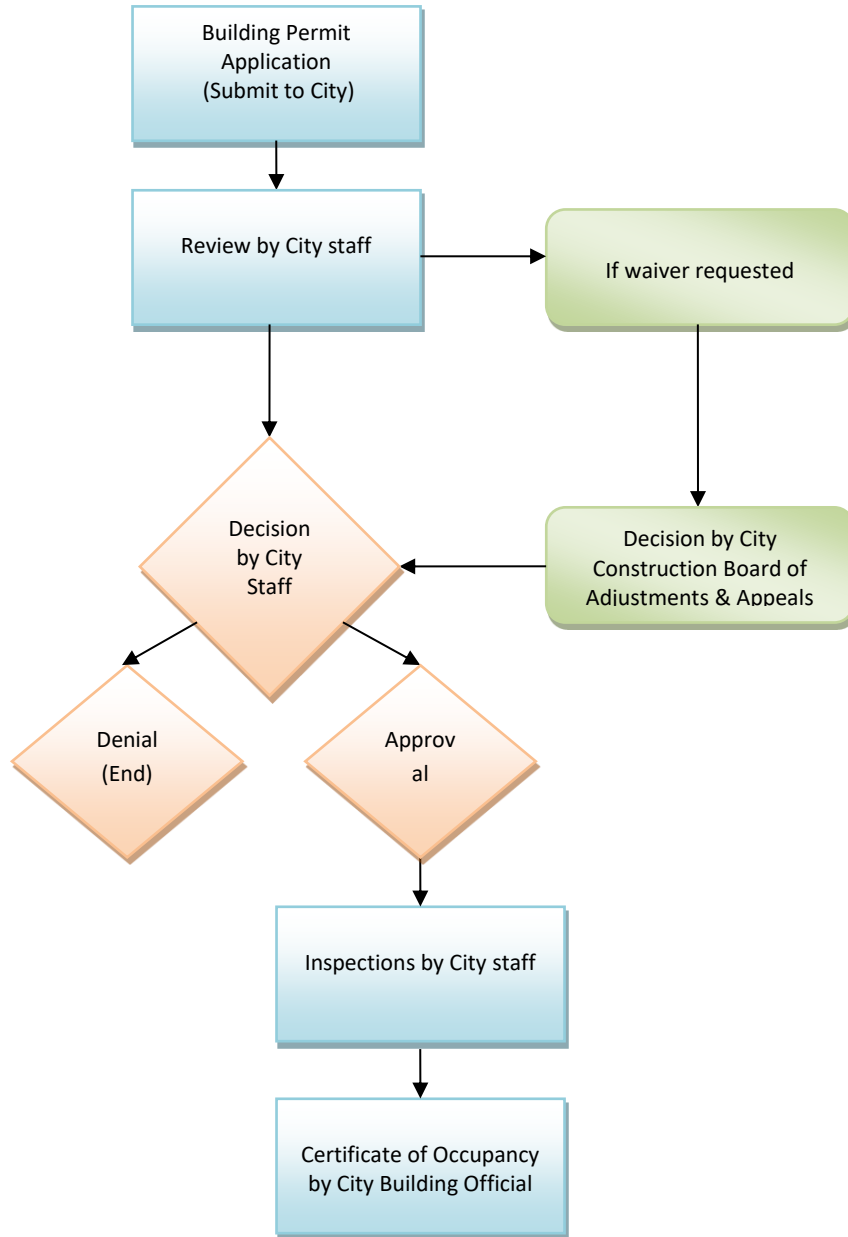 Building Permit
Application
(Submit to City)
Review by City staff
If waiver requested
Decision
by City
Staff
Decision by City
Construction Board of
Adjustments & Appeals
Denial
(End)
Approv
al
Inspections by City staff
Certificate of Occupancy
by City Building Official